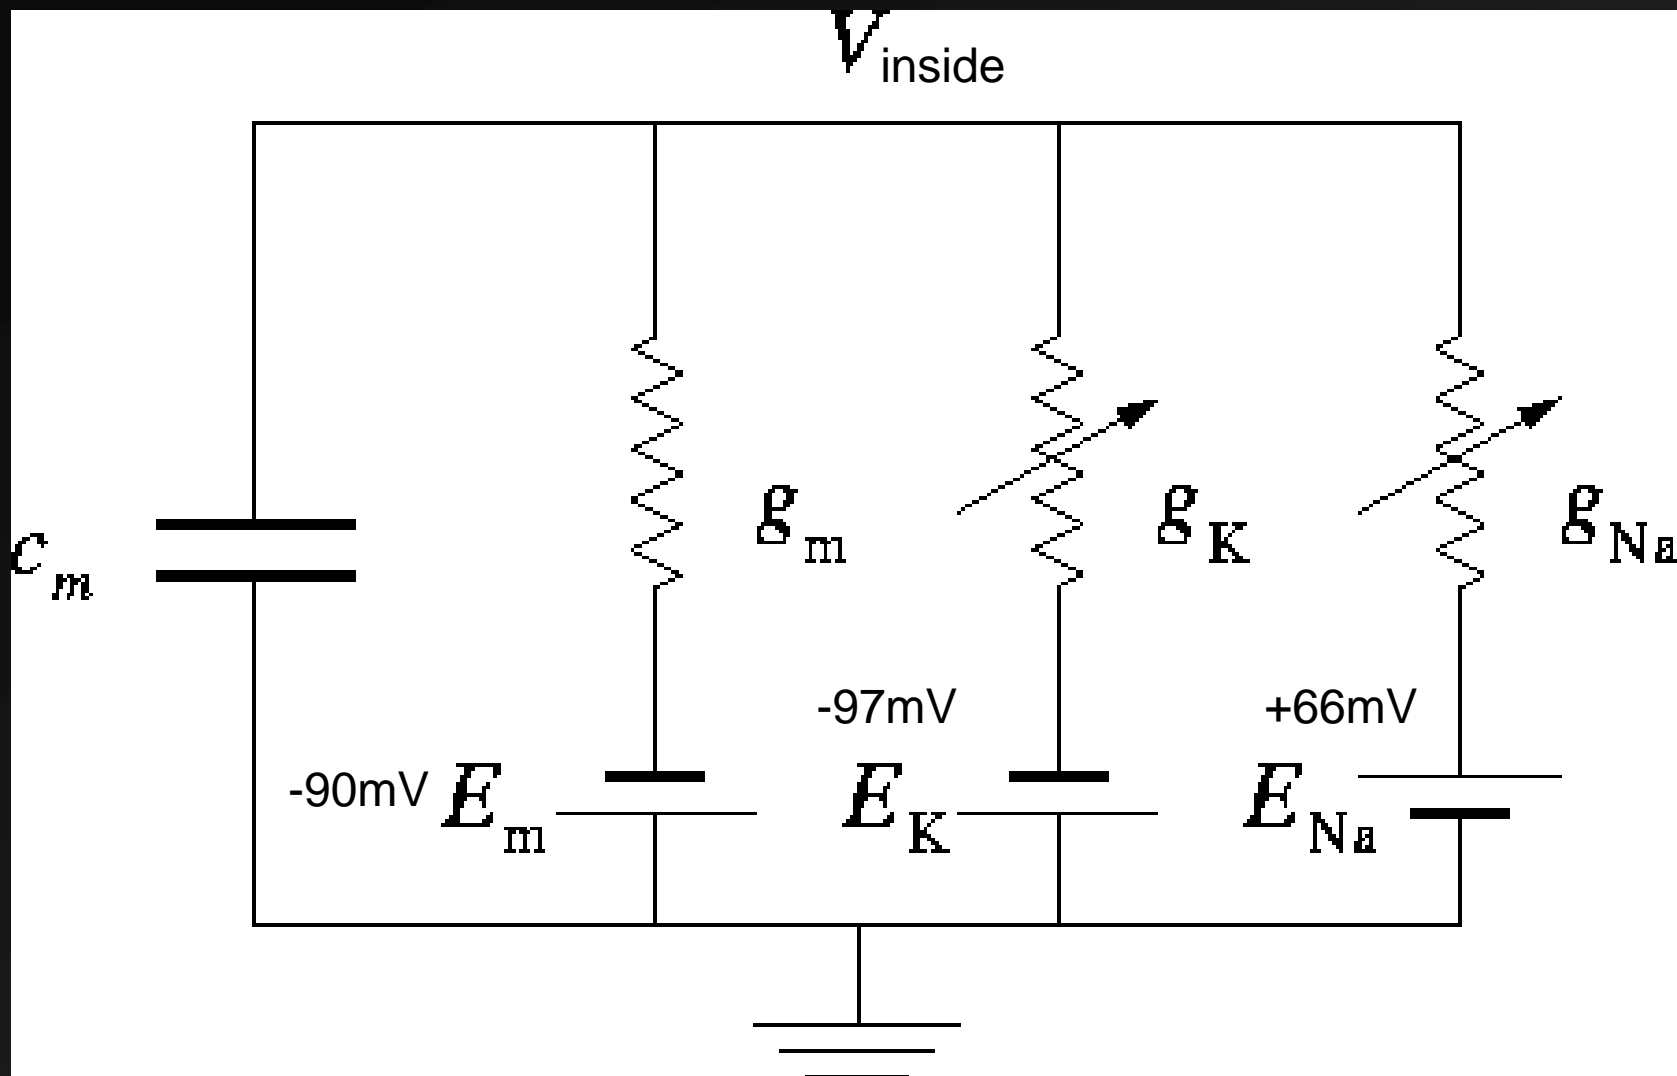 V inside
c m
g m
g K
g Na
-97mV
+66mV
-90mV E m
E K
E Na